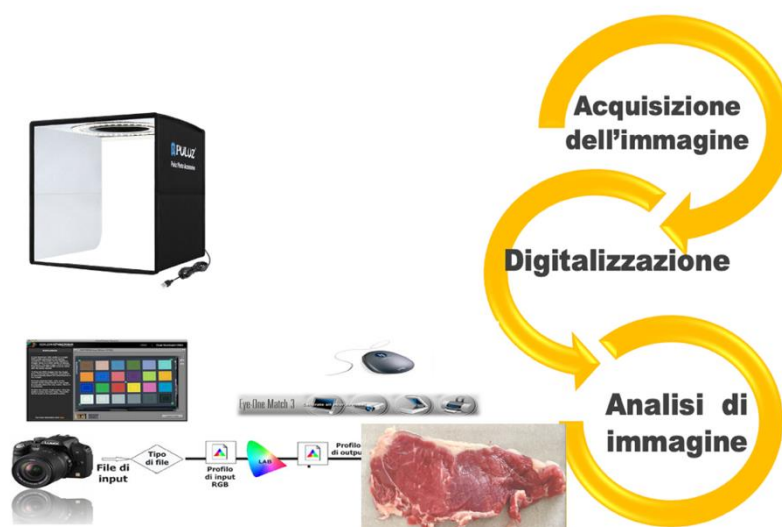 Acquisizione
dell'immagine
PULUZ
Digitalizzazione
Eye-One Match 3
Analisi di
immagine
File di
input
Tipo
di file
Profilo
di input
RGB
LAB
Profilo
di outpu